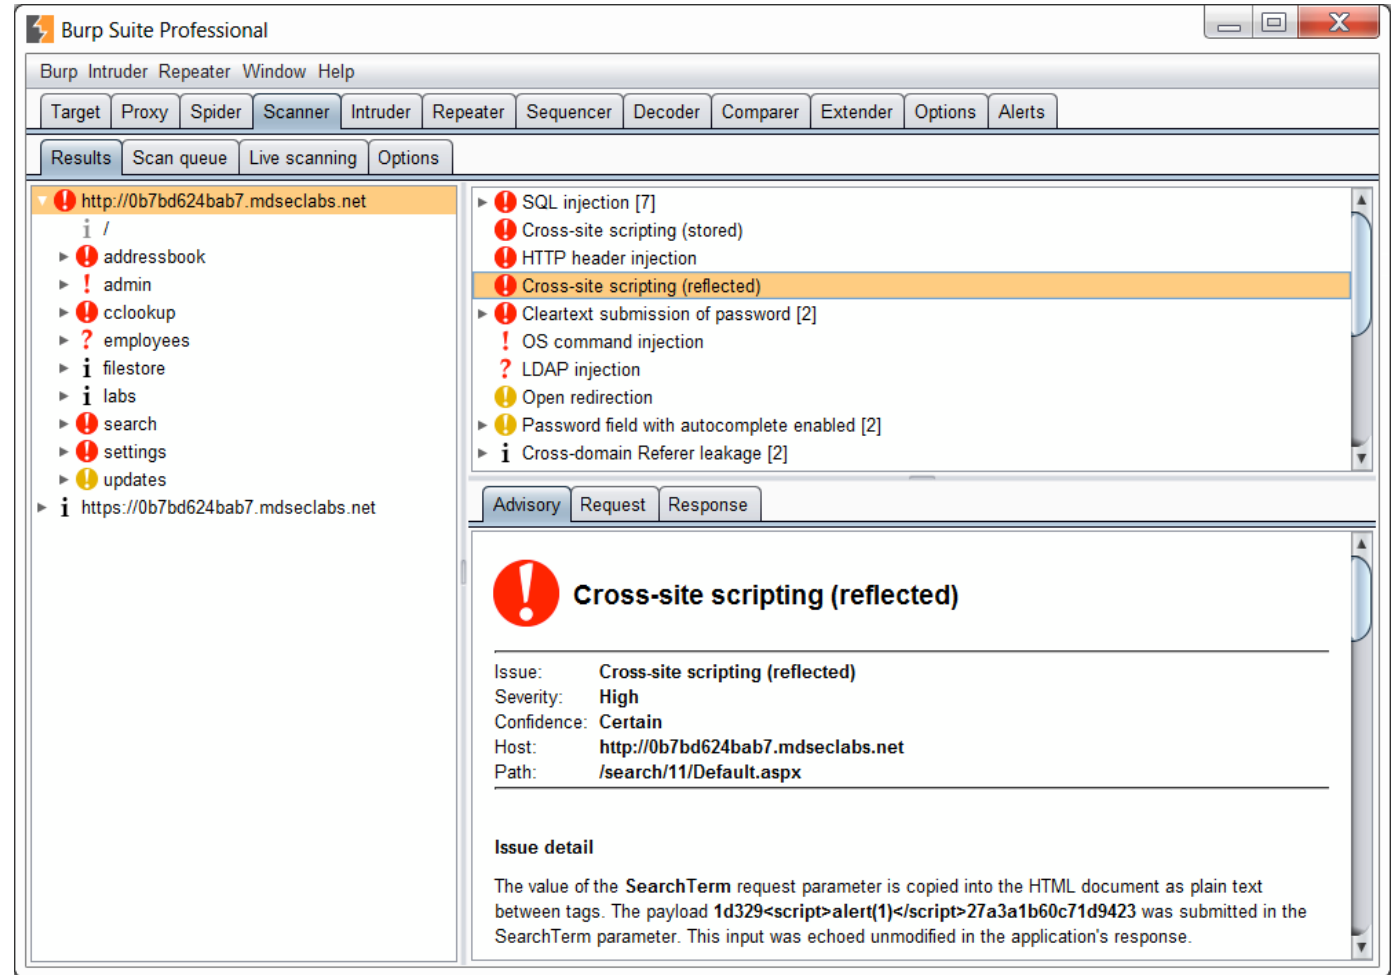 Burp Suite Professional
Burp Intruder Repeater Window Help
Target Proxy Spider Scanner Intruder Repeater Sequencer Decoder Comparer Extender Options Alerts
Results Scan queue Live scanning Options
http://0b7bd624bab7.mdseclabs.net
/
addressbook
admin
cclookup
employees
filestore
labs
search
settings
updates
https://0b7bd624bab7.mdseclabs.net
SQL injection [7]
Cross-site scripting (stored)
HTTP header injection
Cross-site scripting (reflected)
Cleartext submission of password [2]
OS command injection
LDAP injection
Open redirection
Password field with autocomplete enabled [2]
Cross-domain Referer leakage [2]
Advisory Request Response
Cross-site scripting (reflected)
Issue: Cross-site scripting (reflected)
Severity: High
Confidence: Certain
Host: http://0b7bd624bab7.mdseclabs.net
Path: /search/11/Default.aspx
Issue detail
The value of the SearchTerm request parameter is copied into the HTML document as plain text
between tags. The payload 1d329<script>alert(1)</script>27a3a1b60c71d9423 was submitted in the
SearchTerm parameter. This input was echoed unmodified in the application's response.